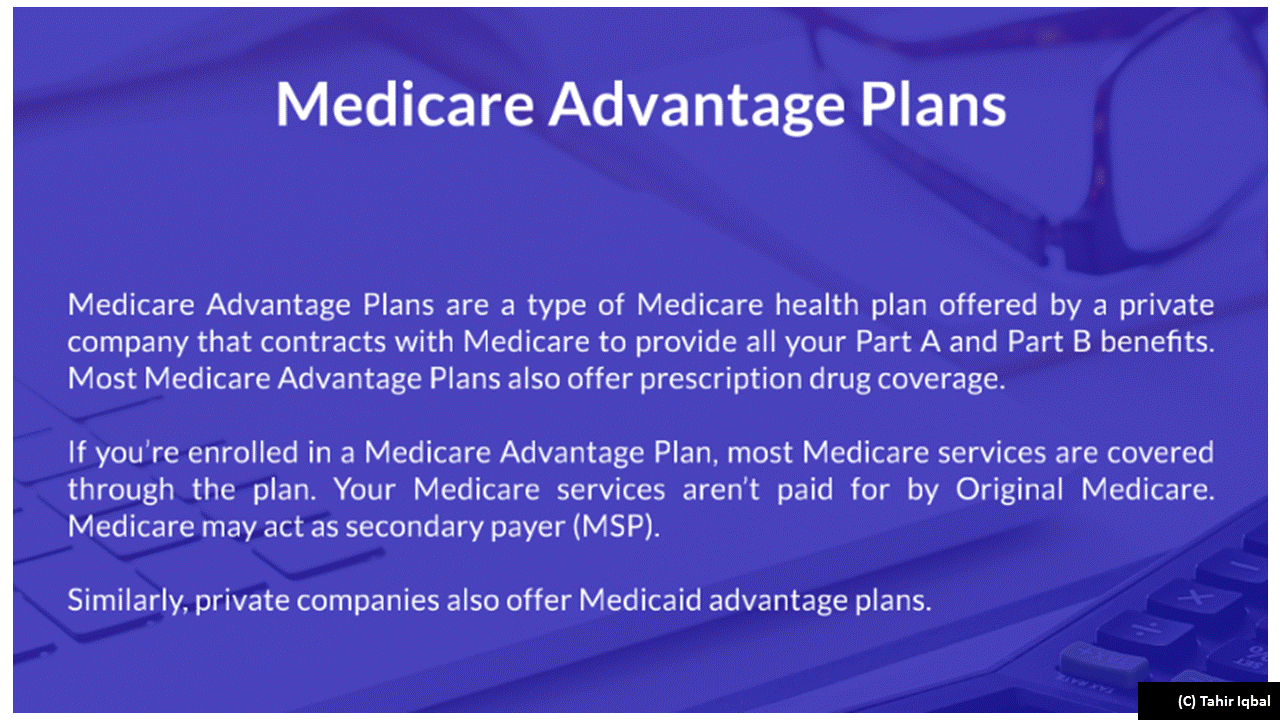 Medicare Advantage Plans
Medicare Advantage Plans are a type of Medicare health plan offered by a private
company that contracts with Medicare to provide all your Part A and Part B benefits.
Most Medicare Advantage Plans also offer prescription drug coverage.
If you’re enrolled in a Medicare Advantage Plan, most Medicare services are covered
through the plan. Your Medicare services aren’t paid for by Original Medicare.
Medicare may act as secondary payer (MSP).
Similarly, private companies also offer Medicaid advantage plans.
SET
TAX RATE
(C) Tahir Iqbal